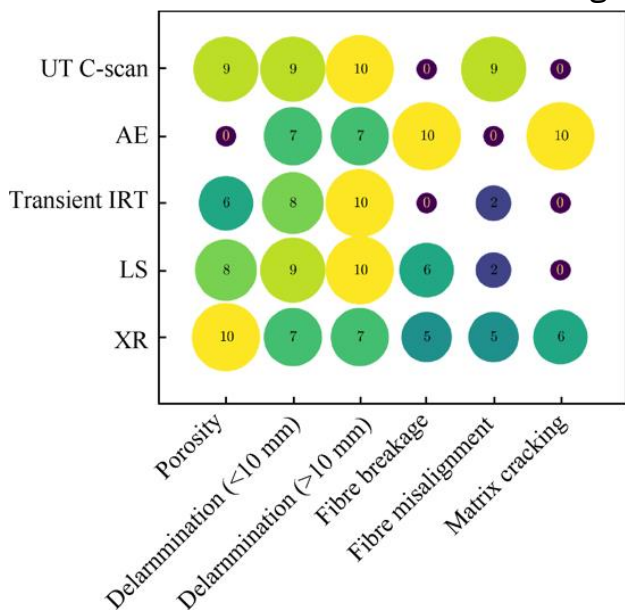 g
UT C-scan 9 9 10 0 9 0
AE 0 7 7 10 0 10
Transient IRT 6 8 10 0 2 0
LS 8 9 10 6 2 0
XR 10 7 7 5 5 6
Porosity
Delarnmination (<10 mm)
Delarnmination (>10 mm)
Fibre breakage
Fibre misalignment
Matrix cracking